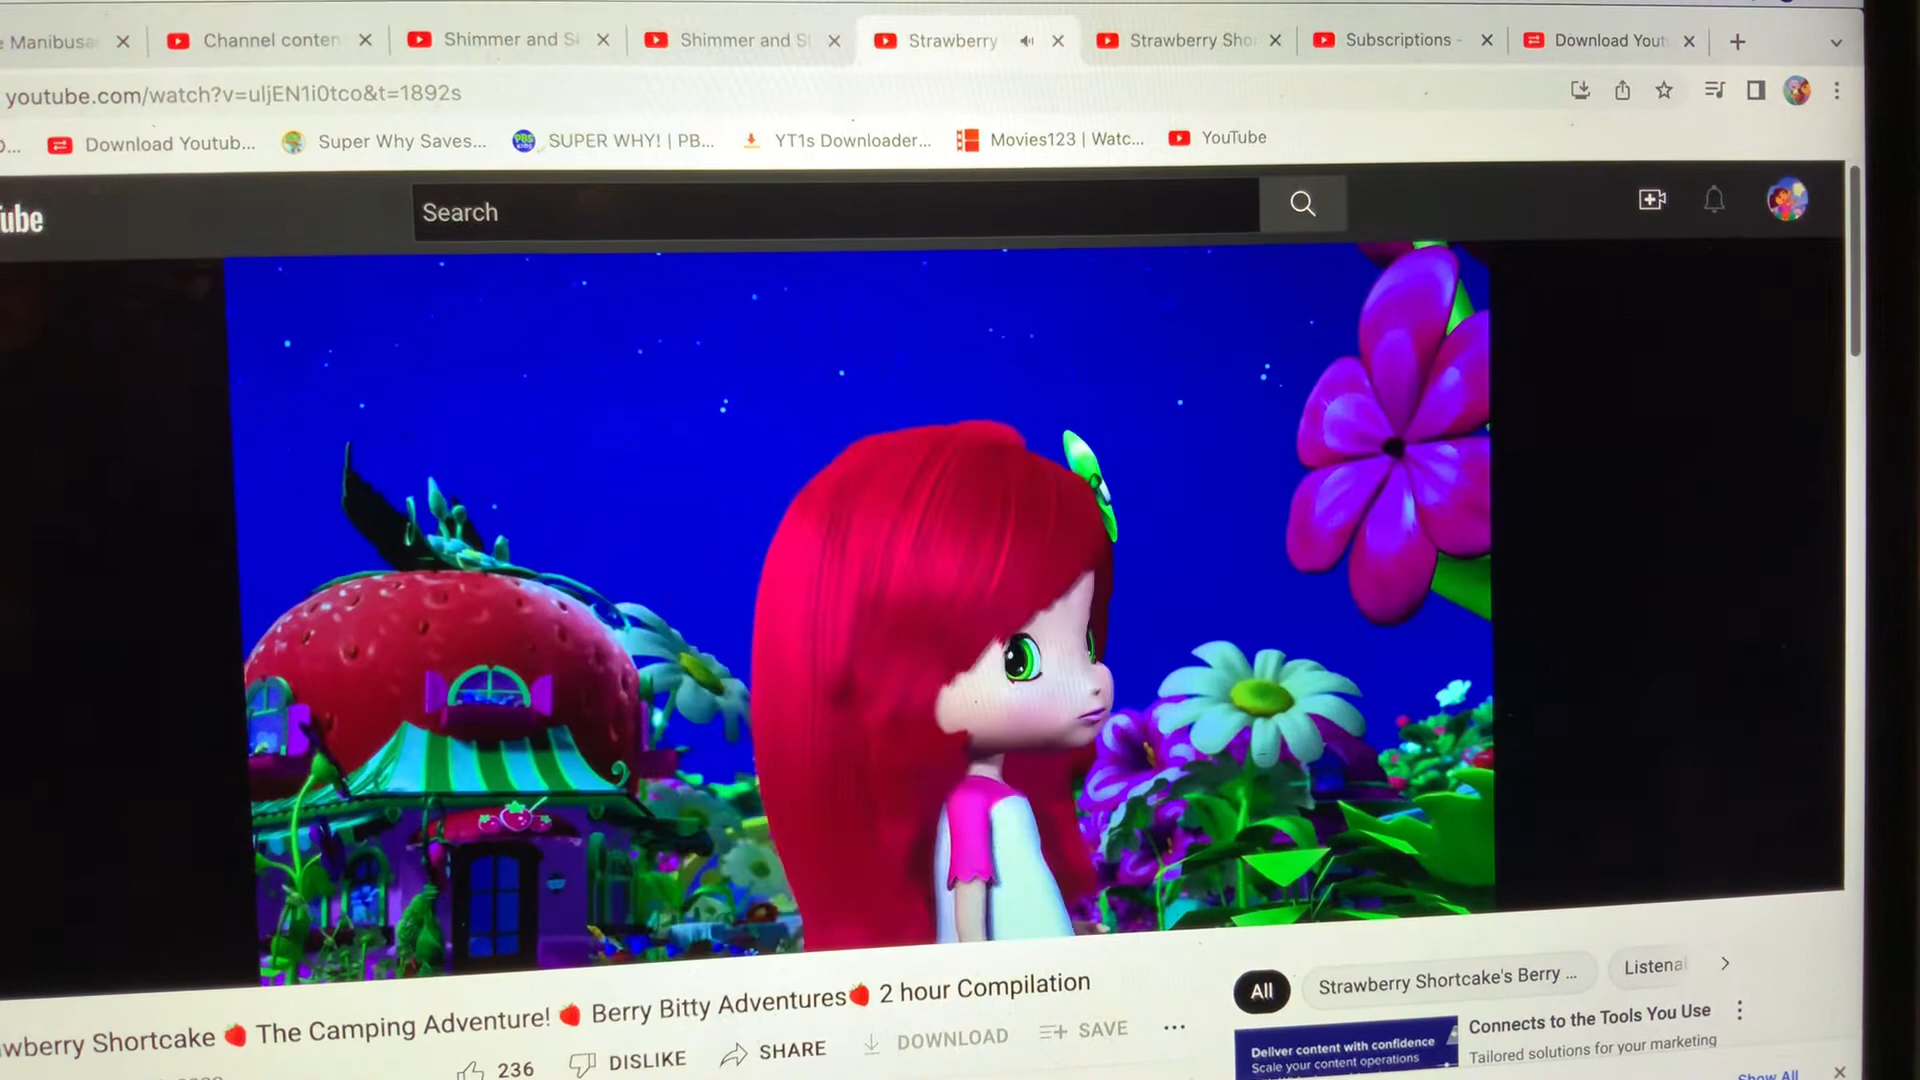 Manibusa
Channel conten
Shimmer and S
Shimmer and S
Strawberry
Strawberry Sho
Subscriptions -
Download Yout
youtube.com/watch?v=uljEN1i0tco&t=1892s
Download Youtub...
Super Why Saves...
SUPER WHY! | PB...
YT1s Downloader...
Movies123 | Watc...
YouTube
ube
Search
wberry Shortcake 🍓 The Camping Adventure! 🍓 Berry Bitty Adventures🍓 2 hour Compilation
236
DISLIKE
SHARE
DOWNLOAD
SAVE
All
Strawberry Shortcake's Berry ...
Listenal
Deliver content with confidence
Scale your content operations
Connects to the Tools You Use
Tailored solutions for your marketing
Show All